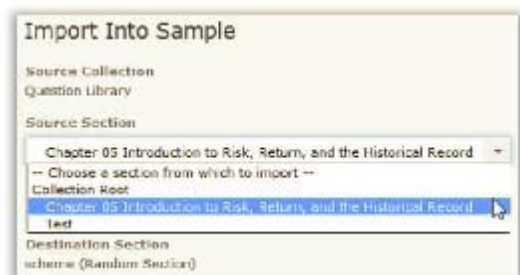 Import Into Sample
Source Collection
Question Library
Source Section
Chapter 05 Introduction to Risk, Return, and the Historical Record
-- Choose a section from which to import --
Collection Root
Chapter 05 Introduction to Risk, Return, and the Historical Record
Test
Destination Section
scheme (Random Section)